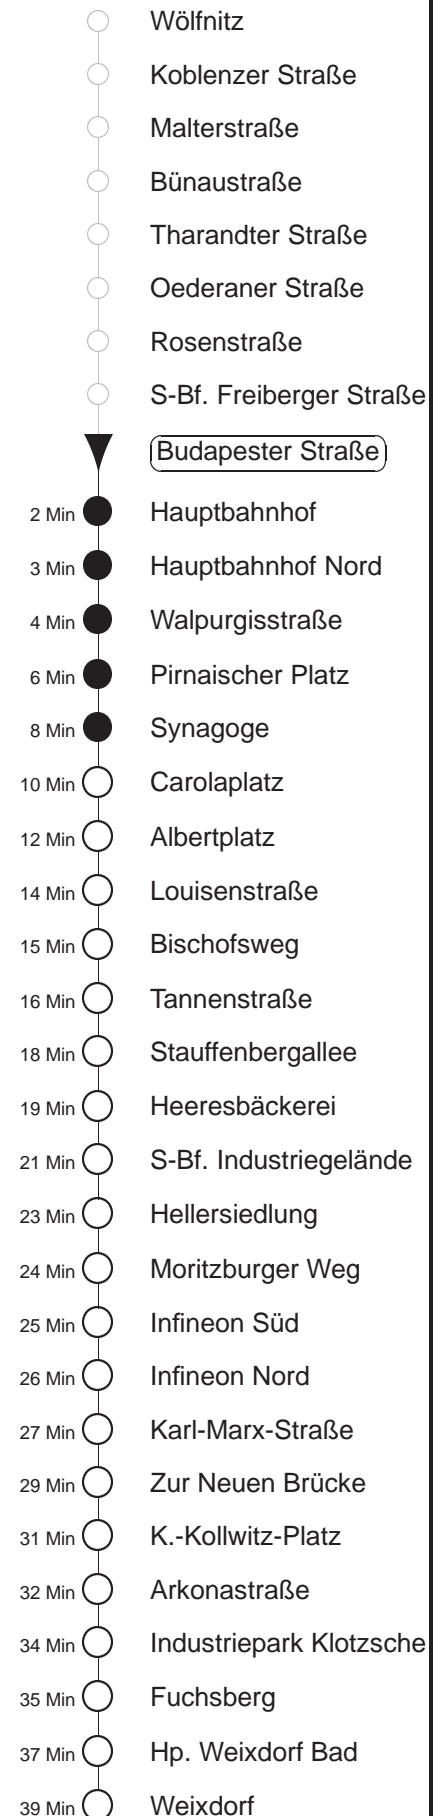 Wölfnitz
Koblenzer Straße
Malterstraße
Bünaustraße
Tharandter Straße
Oederaner Straße
Rosenstraße
S-Bf. Freiberger Straße
Budapester Straße
2 Min Hauptbahnhof
3 Min Hauptbahnhof Nord
4 Min Walpurgisstraße
6 Min Pirnaischer Platz
8 Min Synagoge
10 Min Carolaplatz
12 Min Albertplatz
14 Min Louisenstraße
15 Min Bischofsweg
16 Min Tannenstraße
18 Min Stauffenbergallee
19 Min Heeresbäckerei
21 Min S-Bf. Industriegelände
23 Min Hellersiedlung
24 Min Moritzburger Weg
25 Min Infineon Süd
26 Min Infineon Nord
27 Min Karl-Marx-Straße
29 Min Zur Neuen Brücke
31 Min K.-Kollwitz-Platz
32 Min Arkonastraße
34 Min Industriepark Klotzsche
35 Min Fuchsberg
37 Min Hp. Weixdorf Bad
39 Min Weixdorf